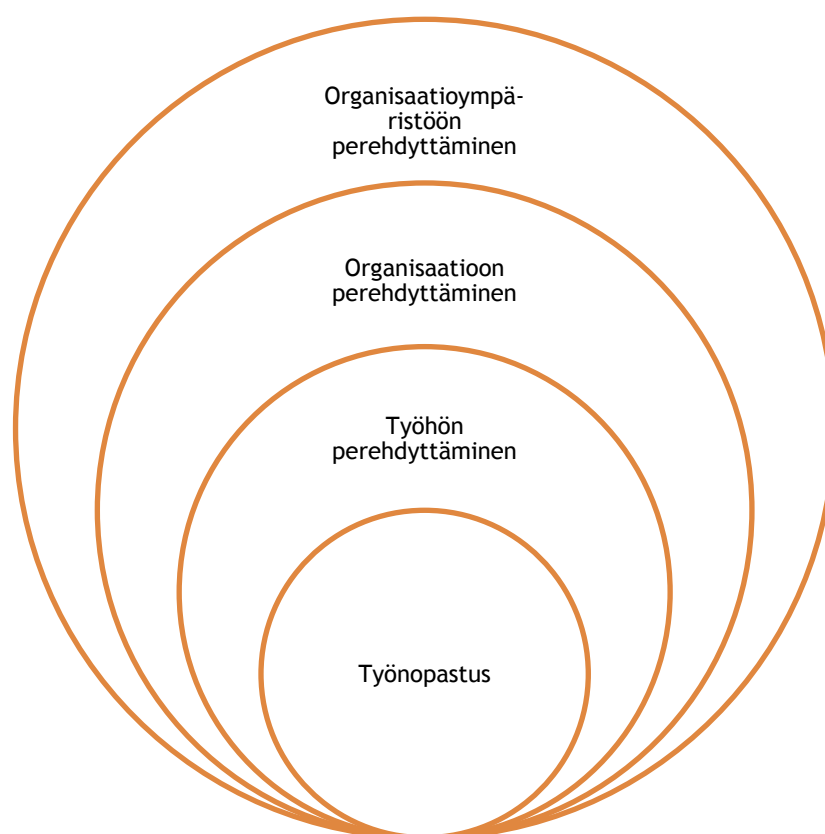 Organisaatioympä-
ristöön
perehdyttäminen
Organisaatioon
perehdyttäminen
Työhön
perehdyttäminen
Työnopastus